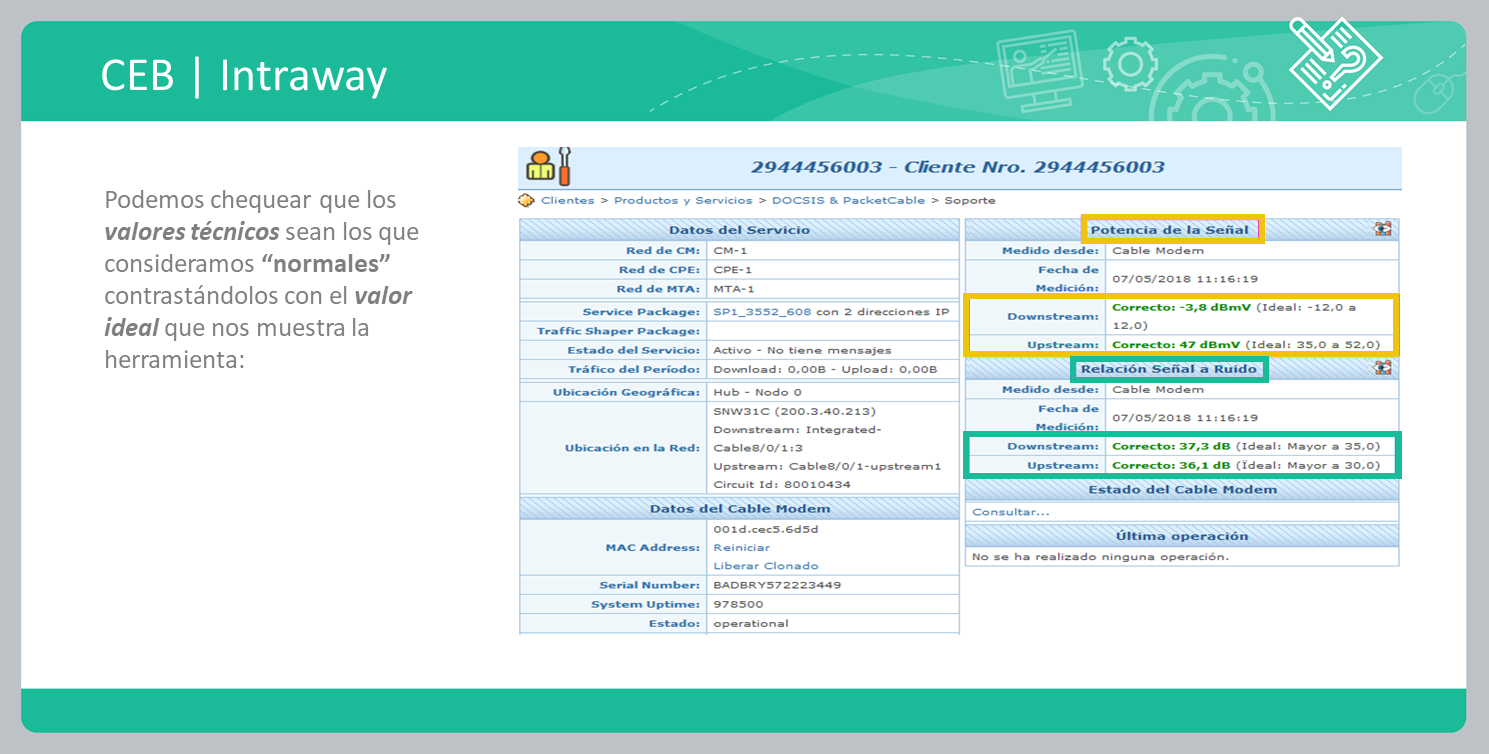 CEB | Intraway
Podemos chequear que los
valores técnicos sean los que
consideramos “normales”
contrastándolos con el valor
ideal que nos muestra la
herramienta:
2944456003 - Cliente Nro. 2944456003
Clientes > Productos y Servicios > DOCSIS & PacketCable > Soporte
Datos del Servicio
Red de CM: CM-1
Red de CPE: CPE-1
Red de MTA: MTA-1
Service Package: SP1_3552_608 con 2 direcciones IP
Traffic Shaper Package:
Estado del Servicio: Activo - No tiene mensajes
Tráfico del Período: Download: 0,00B - Upload: 0,00B
Ubicación Geográfica: Hub - Nodo 0
Ubicación en la Red: SNW31C (200.3.40.213)
Downstream: Integrated-
Cable8/0/1:3
Upstream: Cable8/0/1-upstream1
Circuit Id: 80010434
Datos del Cable Modem
MAC Address: 001d.cec5.6d5d
Reiniciar
Liberar Clonado
Serial Number: BADBRY572223449
System Uptime: 978500
Estado: operational
Potencia de la Señal
Medido desde: Cable Modem
Fecha de
Medición: 07/05/2018 11:16:19
Downstream: Correcto: -3,8 dBmV (Ideal: -12,0 a
12,0)
Upstream: Correcto: 47 dBmV (Ideal: 35,0 a 52,0)
Relación Señal a Ruido
Medido desde: Cable Modem
Fecha de
Medición: 07/05/2018 11:16:19
Downstream: Correcto: 37,3 dB (Ideal: Mayor a 35,0)
Upstream: Correcto: 36,1 dB (Ideal: Mayor a 30,0)
Estado del Cable Modem
Consultar...
Última operación
No se ha realizado ninguna operación.